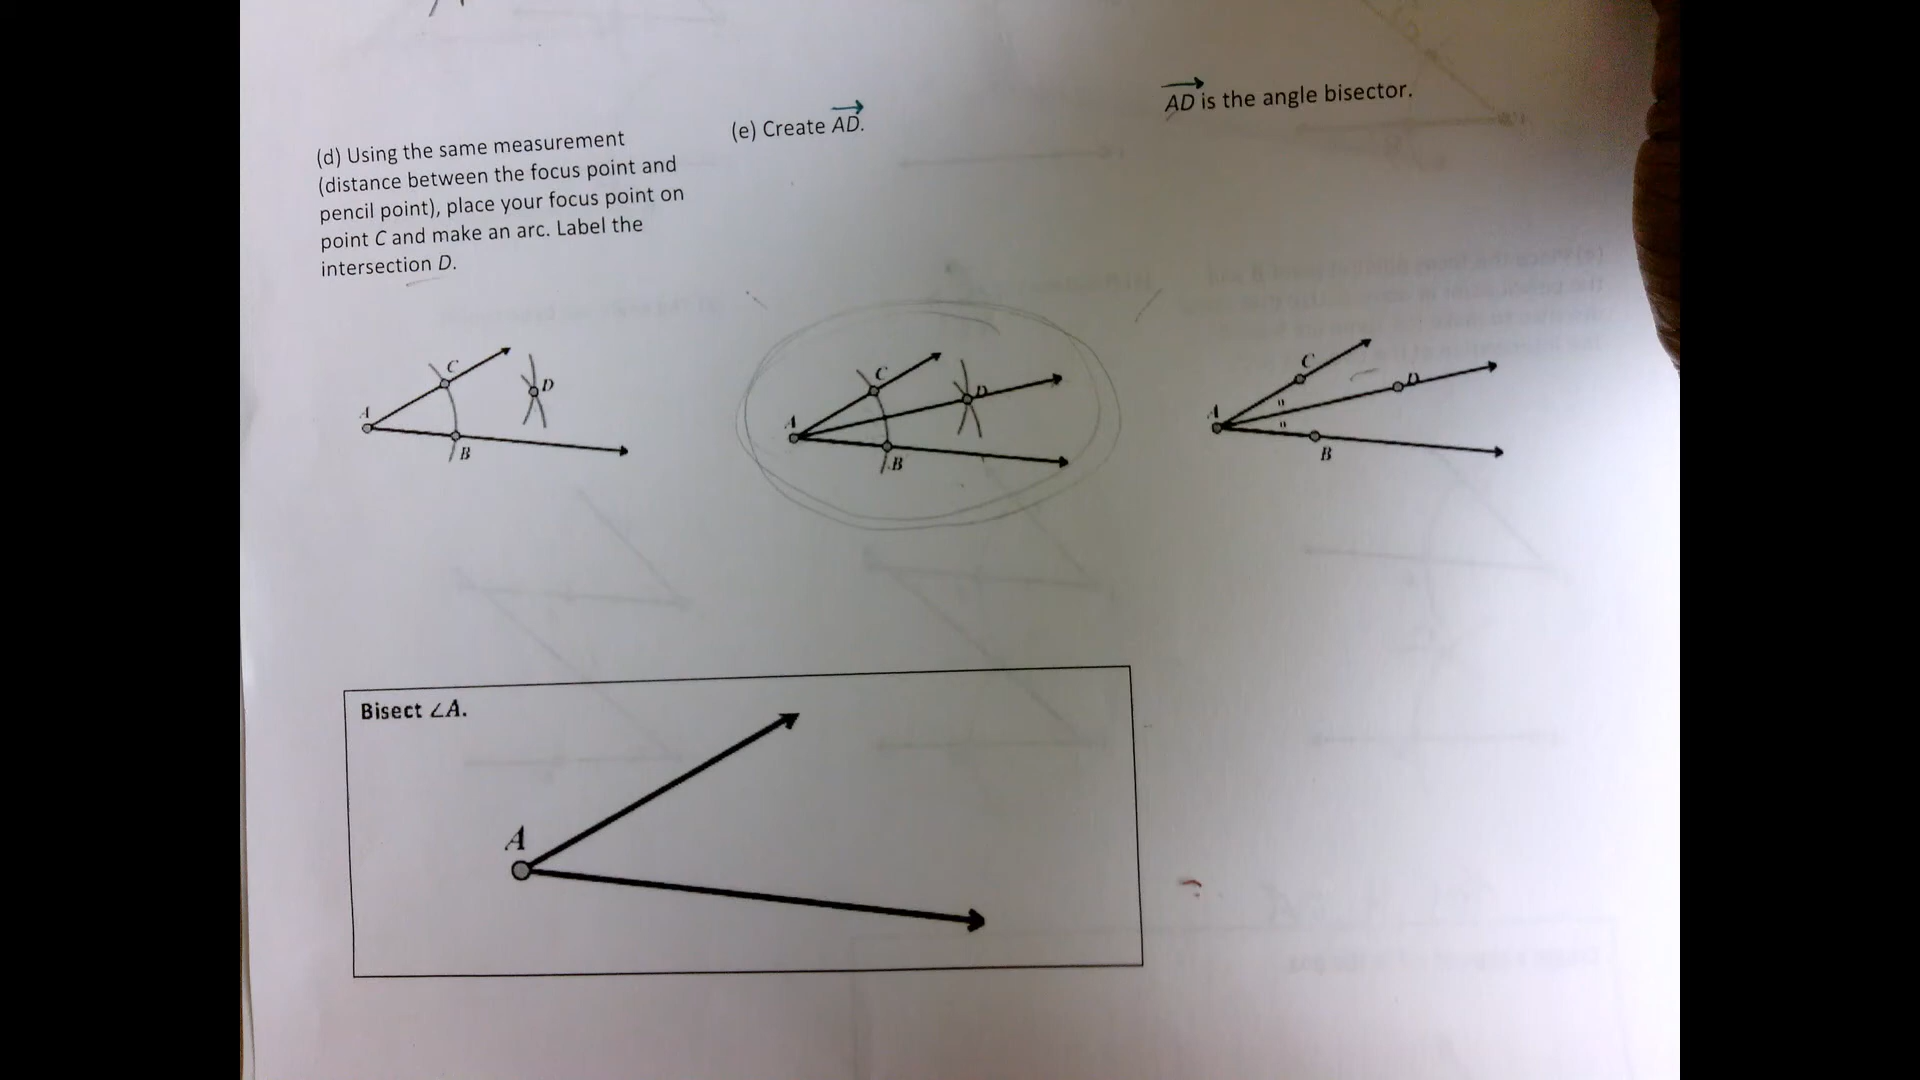 (d) Using the same measurement
(distance between the focus point and
pencil point), place your focus point on
point C and make an arc. Label the
intersection D.
(e) Create AD.
AD is the angle bisector.
C
D
A
B
C
D
A
B
C
D
A
B
Bisect ∠A.
A